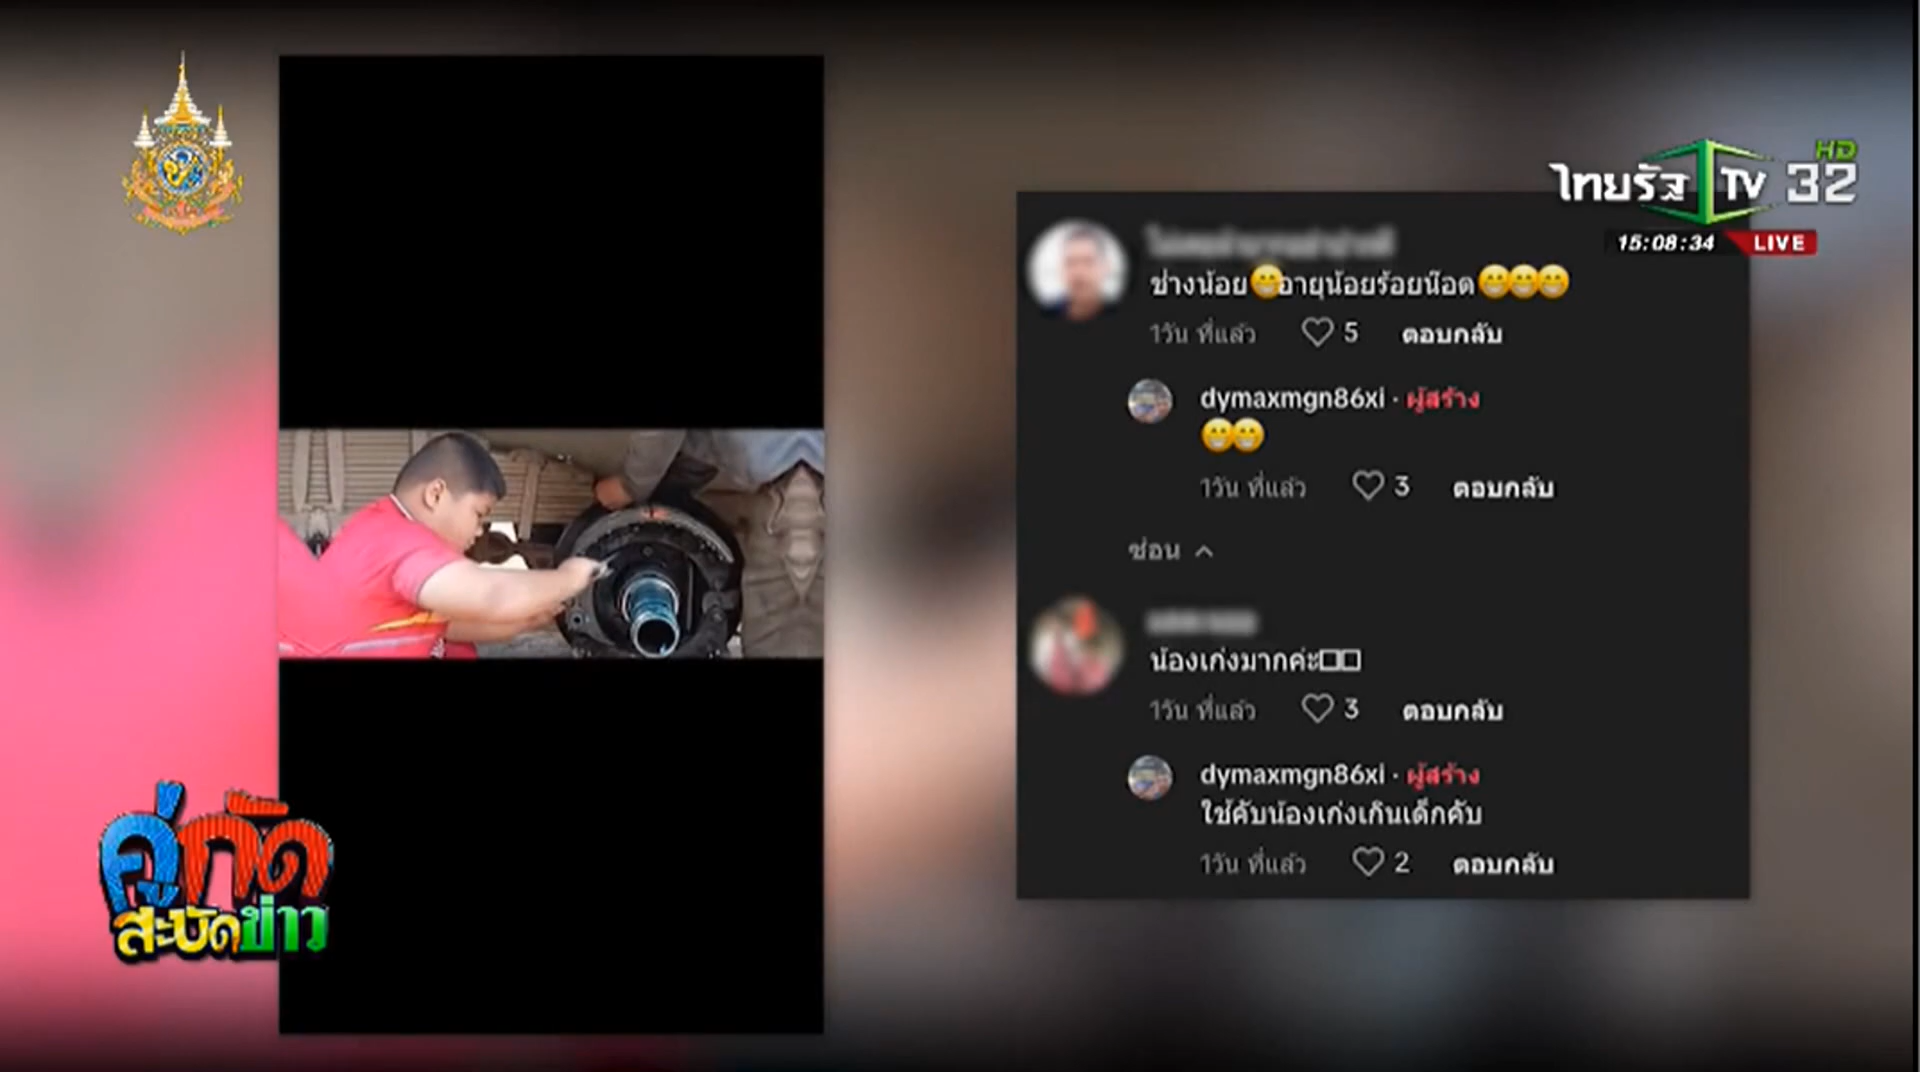 ไทยรัฐ TV HD 32
15:08:34 LIVE
ช่างน้อย😁อายุน้อยร้อยน๊อต😁😁😁
1วัน ที่แล้ว 5 ตอบกลับ
dymaxmgn86xi · ผู้สร้าง
😁😁
1วัน ที่แล้ว 3 ตอบกลับ
ซ่อน
น้องเก่งมากค่ะ□□
1วัน ที่แล้ว 3 ตอบกลับ
dymaxmgn86xi · ผู้สร้าง
ใช้คับน้องเก่งเกินเด็กคับ
1วัน ที่แล้ว 2 ตอบกลับ
คู่กัด
สะบัดข่าว